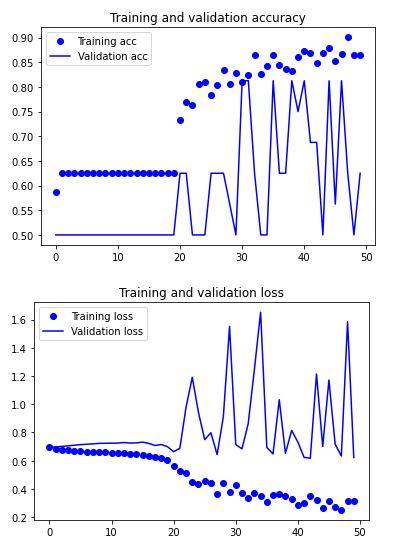 Training and validation accuracy
Training acc
Validation acc
0.90
0.85
0.80
0.75
0.70
0.65
0.60
0.55
0.50
0 10 20 30 40 50
Training and validation loss
Training loss
Validation loss
1.6
1.4
1.2
1.0
0.8
0.6
0.4
0.2
0 10 20 30 40 50